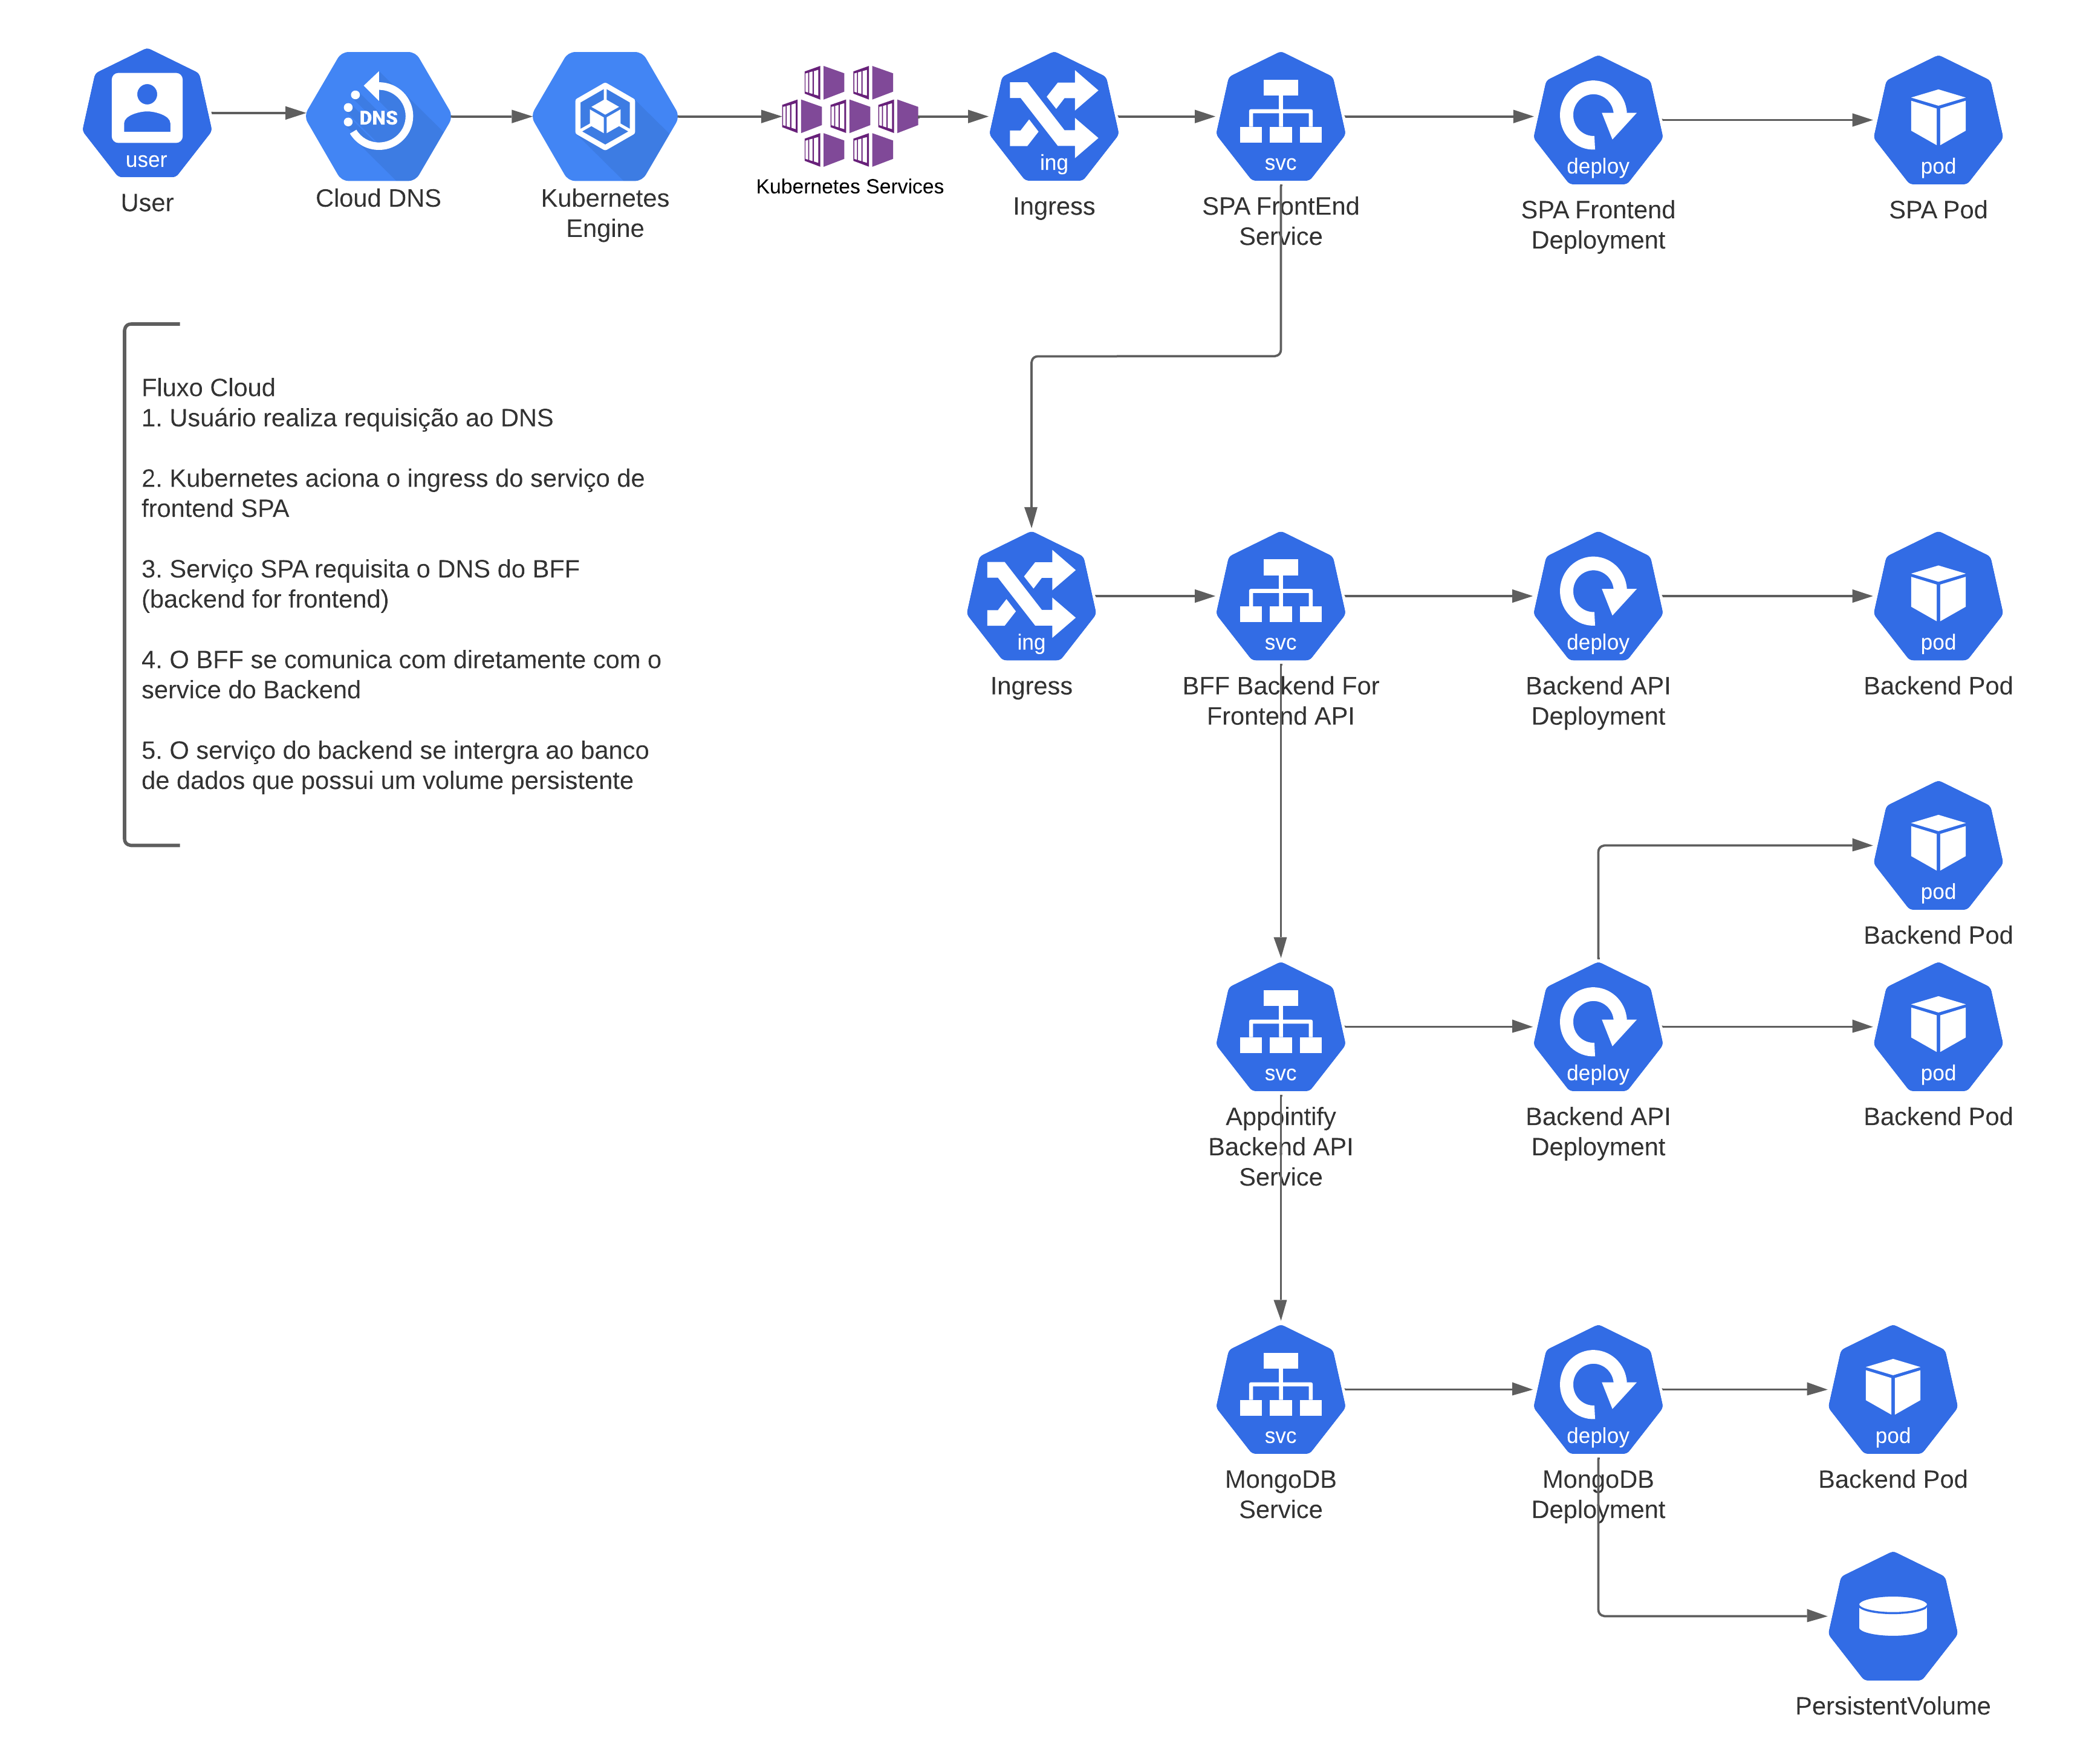 user
User
DNS
Cloud DNS
Kubernetes
Engine
Kubernetes Services
ing
Ingress
svc
SPA FrontEnd
Service
deploy
SPA Frontend
Deployment
pod
SPA Pod
Fluxo Cloud
1. Usuário realiza requisição ao DNS
2. Kubernetes aciona o ingress do serviço de
frontend SPA
3. Serviço SPA requisita o DNS do BFF
(backend for frontend)
4. O BFF se comunica com diretamente com o
service do Backend
5. O serviço do backend se intergra ao banco
de dados que possui um volume persistente
ing
Ingress
svc
BFF Backend For
Frontend API
deploy
Backend API
Deployment
pod
Backend Pod
pod
Backend Pod
svc
Appointify
Backend API
Service
deploy
Backend API
Deployment
pod
Backend Pod
svc
MongoDB
Service
deploy
MongoDB
Deployment
pod
Backend Pod
PersistentVolume